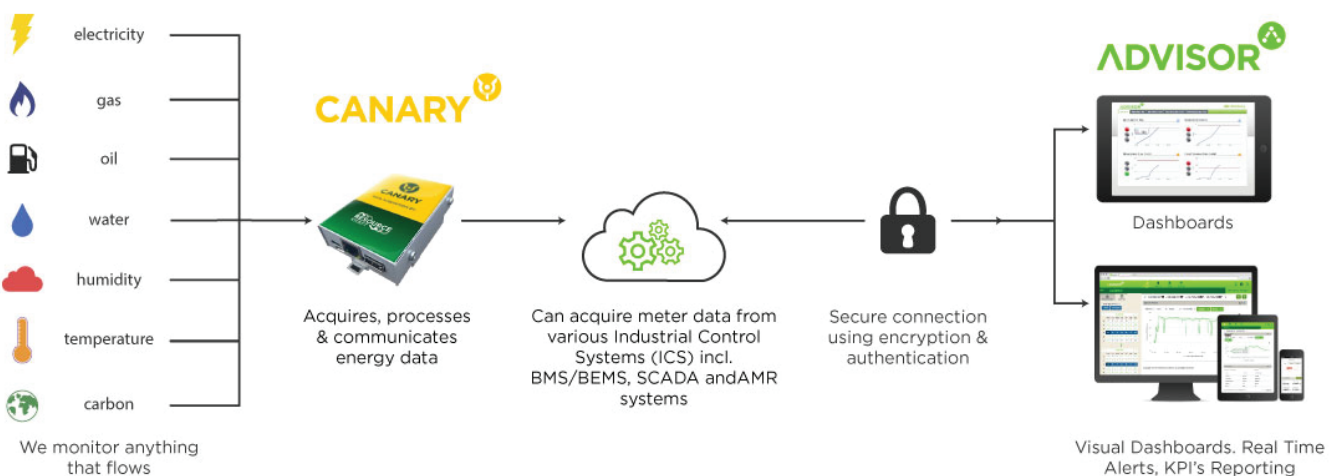 electricity
gas
oil
water
humidity
temperature
carbon
We monitor anything
that flows
CANARY
CANARY
Acquires, processes
& communicates
energy data
Can acquire meter data from
various Industrial Control
Systems (ICS) incl.
BMS/BEMS, SCADA andAMR
systems
Secure connection
using encryption &
authentication
ADVISOR
Dashboards
Visual Dashboards. Real Time
Alerts, KPI's Reporting